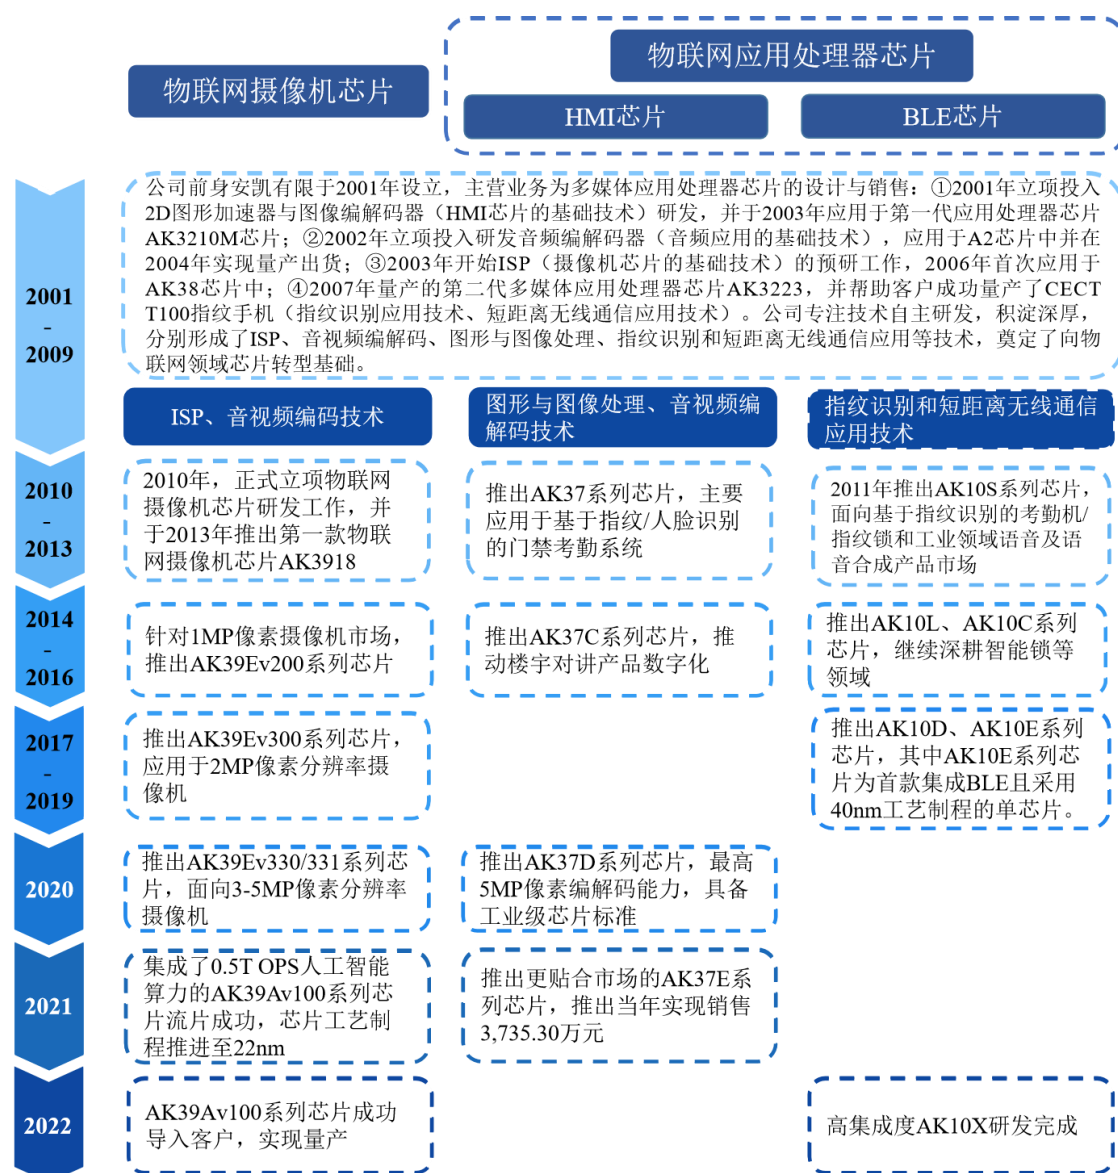 物联网摄像机芯片
物联网应用处理器芯片
HMI芯片
BLE芯片
2001
-
2009
公司前身安凯有限于2001年设立，主营业务为多媒体应用处理器芯片的设计与销售：①2001年立项投入
2D图形加速器与图像编解码器（HMI芯片的基础技术）研发，并于2003年应用于第一代应用处理器芯片
AK3210M芯片；②2002年立项投入研发音频编解码器（音频应用的基础技术），应用于A2芯片中并在
2004年实现量产出货；③2003年开始ISP（摄像机芯片的基础技术）的预研工作，2006年首次应用于
AK38芯片中；④2007年量产的第二代多媒体应用处理器芯片AK3223，并帮助客户成功量产了CECT
T100指纹手机（指纹识别应用技术、短距离无线通信应用技术）。公司专注技术自主研发，积淀深厚，
分别形成了ISP、音视频编解码、图形与图像处理、指纹识别和短距离无线通信应用等技术，奠定了向物
联网领域芯片转型基础。
ISP、音视频编码技术
图形与图像处理、音视频编
解码技术
指纹识别和短距离无线通信
应用技术
2010
-
2013
2010年，正式立项物联网
摄像机芯片研发工作，并
于2013年推出第一款物联
网摄像机芯片AK3918
推出AK37系列芯片，主要
应用于基于指纹/人脸识别
的门禁考勤系统
2011年推出AK10S系列芯片，
面向基于指纹识别的考勤机/
指纹锁和工业领域语音及语
音合成产品市场
2014
-
2016
针对1MP像素摄像机市场，
推出AK39Ev200系列芯片
推出AK37C系列芯片，推
动楼宇对讲产品数字化
推出AK10L、AK10C系列
芯片，继续深耕智能锁等
领域
2017
-
2019
推出AK39Ev300系列芯片，
应用于2MP像素分辨率摄
像机
推出AK10D、AK10E系列
芯片，其中AK10E系列芯
片为首款集成BLE且采用
40nm工艺制程的单芯片。
2020
推出AK39Ev330/331系列芯
片，面向3-5MP像素分辨率
摄像机
推出AK37D系列芯片，最高
5MP像素编解码能力，具备
工业级芯片标准
2021
集成了0.5T OPS人工智能
算力的AK39Av100系列芯
片流片成功，芯片工艺制
程推进至22nm
推出更贴合市场的AK37E系
列芯片，推出当年实现销售
3,735.30万元
2022
AK39Av100系列芯片成功
导入客户，实现量产
高集成度AK10X研发完成